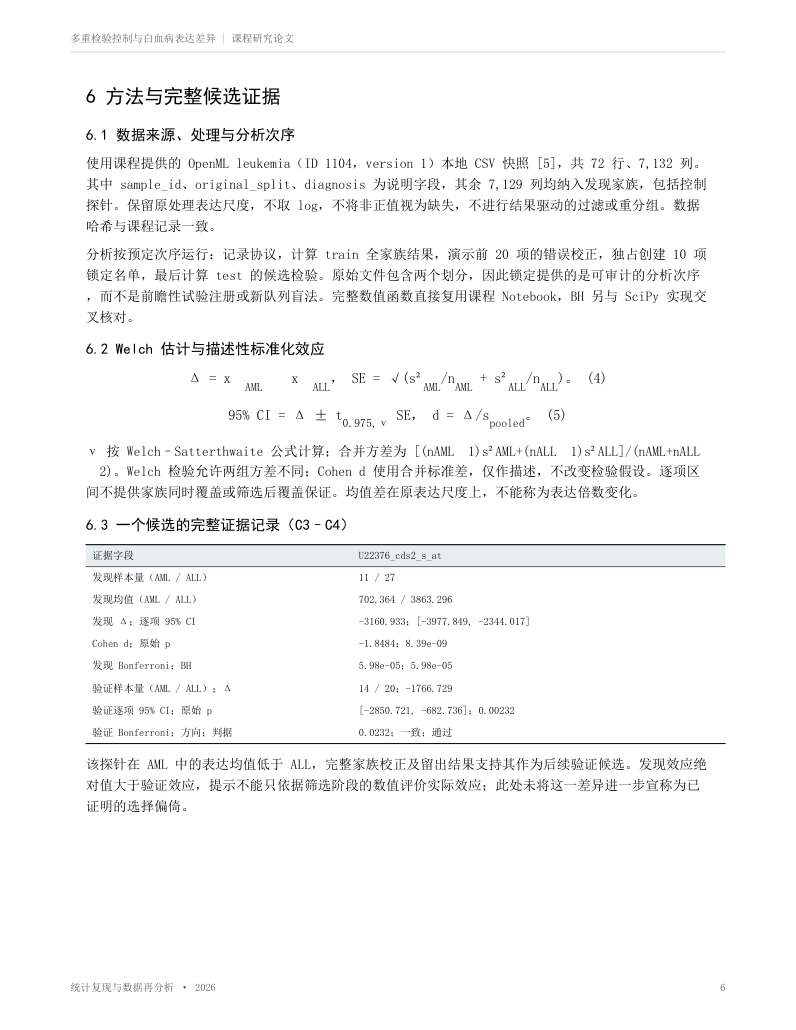 多重检验控制与白血病表达差异 | 课程研究论文
6 方法与完整候选证据
6.1 数据来源、处理与分析次序
使用课程提供的 OpenML leukemia（ID 1104，version 1）本地 CSV 快照 [5]，共 72 行、7,132 列。
其中 sample_id、original_split、diagnosis 为说明字段，其余 7,129 列均纳入发现家族，包括控制
探针。保留原处理表达尺度，不取 log，不将非正值视为缺失，不进行结果驱动的过滤或重分组。数据
哈希与课程记录一致。
分析按预定次序运行：记录协议，计算 train 全家族结果，演示前 20 项的错误校正，独占创建 10 项
锁定名单，最后计算 test 的候选检验。原始文件包含两个划分，因此锁定提供的是可审计的分析次序
，而不是前瞻性试验注册或新队列盲法。完整数值函数直接复用课程 Notebook，BH 另与 SciPy 实现交
叉核对。
6.2 Welch 估计与描述性标准化效应
Δ = x AML x ALL， SE = √(s² AML/nAML + s² ALL/nALL)。 (4)
95% CI = Δ ± t0.975,ν SE， d = Δ/spooled。 (5)
ν 按 Welch–Satterthwaite 公式计算；合并方差为 [(nAML 1)s²AML+(nALL 1)s²ALL]/(nAML+nALL
2)。Welch 检验允许两组方差不同；Cohen d 使用合并标准差，仅作描述，不改变检验假设。逐项区
间不提供家族同时覆盖或筛选后覆盖保证。均值差在原表达尺度上，不能称为表达倍数变化。
6.3 一个候选的完整证据记录（C3–C4）
证据字段 U22376_cds2_s_at
发现样本量（AML / ALL） 11 / 27
发现均值（AML / ALL） 702.364 / 3863.296
发现 Δ；逐项 95% CI -3160.933；[-3977.849, -2344.017]
Cohen d；原始 p -1.8484；8.39e-09
发现 Bonferroni；BH 5.98e-05；5.98e-05
验证样本量（AML / ALL）；Δ 14 / 20；-1766.729
验证逐项 95% CI；原始 p [-2850.721, -682.736]；0.00232
验证 Bonferroni；方向；判据 0.0232；一致；通过
该探针在 AML 中的表达均值低于 ALL，完整家族校正及留出结果支持其作为后续验证候选。发现效应绝
对值大于验证效应，提示不能只依据筛选阶段的数值评价实际效应；此处未将这一差异进一步宣称为已
证明的选择偏倚。
统计复现与数据再分析 • 2026
6